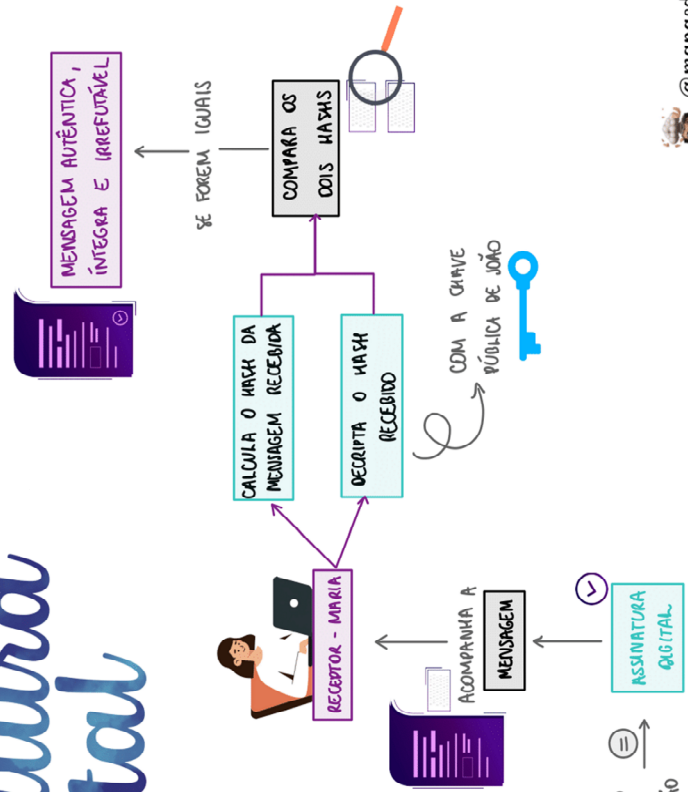 ASSINATURA
DIGITAL
MENSAGEM
ACOMPANHA A
RECEPTOR - MARIA
CALCULA O HASH DA
MENSAGEM RECEBIDA
DECRIPTA O HASH
RECEBIDO
COM A CHAVE
PÚBLICA DE JOÃO
COMPARA OS
DOIS HASHS
SE FOREM IGUAIS
MENSAGEM AUTÊNTICA,
ÍNTEGRA E IRREFUTÁVEL